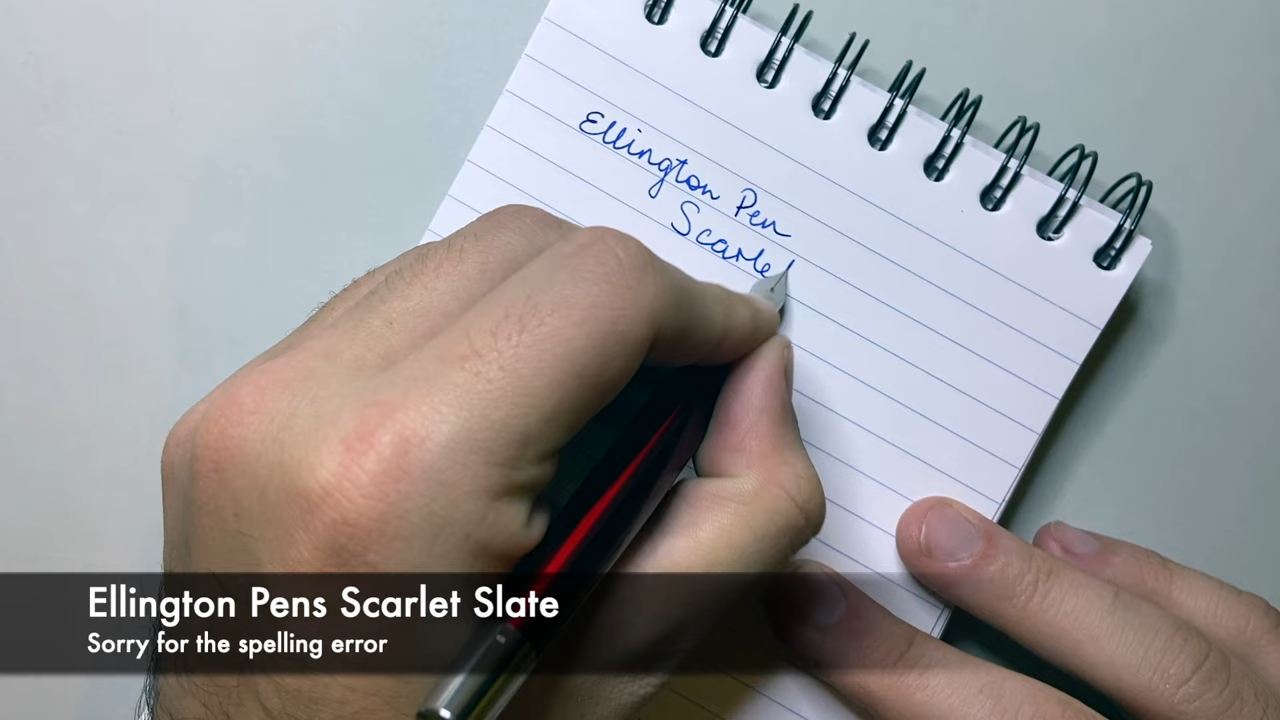 Ellington Pen
Scarlet
Ellington Pens Scarlet Slate
Sorry for the spelling error